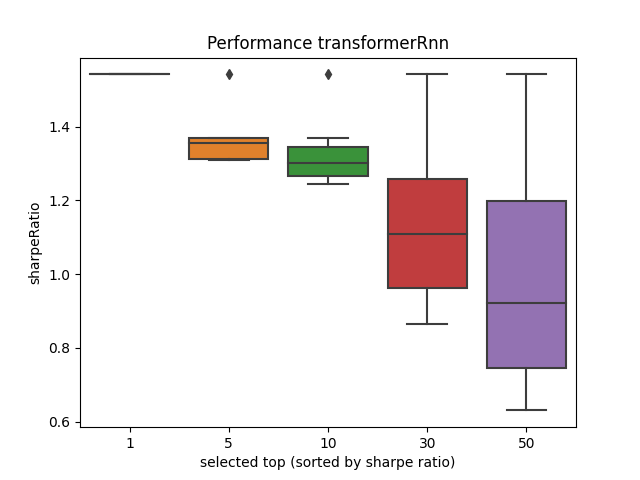 Performance transformerRnn
sharpeRatio
1.4
1.2
1.0
0.8
0.6
1 5 10 30 50
selected top (sorted by sharpe ratio)